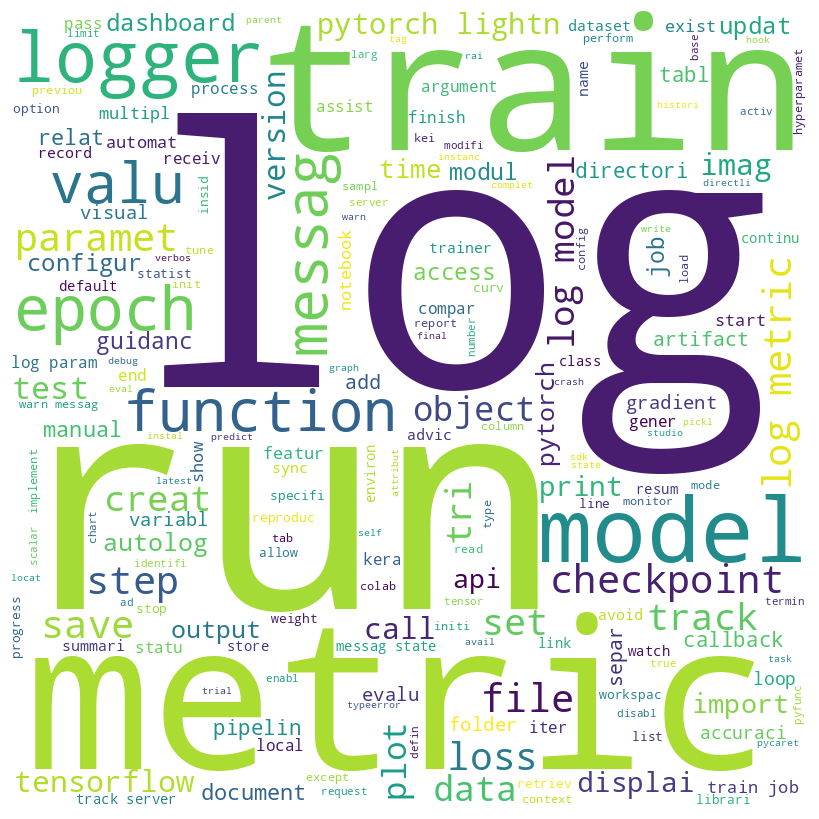 pass
dashboard
pytorch lightn
parent
limit
tag
rai
dataset
perform
exist
updat
base
hook
logger
train
previou
larg
tabl
name
option
multipl
process
argument
histori
hyperparamet
activ
relat
version
assist
finish
record
automat
receiv
kei
modifi
instanc
log
messag
time
modul
directori
imag
valu
visual
insid
sampl
server
complet
directli
paramet
tune
configur
verbos
statist
init
default
warn
notebook
trainer
access
curv
compar
report
final
number
log model
config
write
job
load
continu
epoch
guidanc
log metric
start
artifact
log param
debug
graph
end
eval
add
pytorch
class
crash
test
warn messag
function
object
gradient
gener
pickl
studio
manual
instal
predict
advic
column
implement
show
featur
sync
environ
attribut
run
model
latest
creat
specifi
tri
type
print
resum
mode
line
monitor
variabl
chart
reproduc
scalar
autolog
tab
allow
self
read
identifi
sdk
state
locat
step
kera
api
checkpoint
colab
ad
stop
weight
tensor
termin
progress
save
output
call
initi
set
avoid
track
summari
statu
store
messag state
avail
link
separ
watch
callback
true
task
metric
enabl
trial
typeerror
evalu
workspac
loop
file
disabl
import
pyfunc
pipelin
local
defin
plot
folder
iter
list
accuraci
pycaret
loss
tensorflow
except
request
data
retriev
context
displai
train job
track server
document
librari